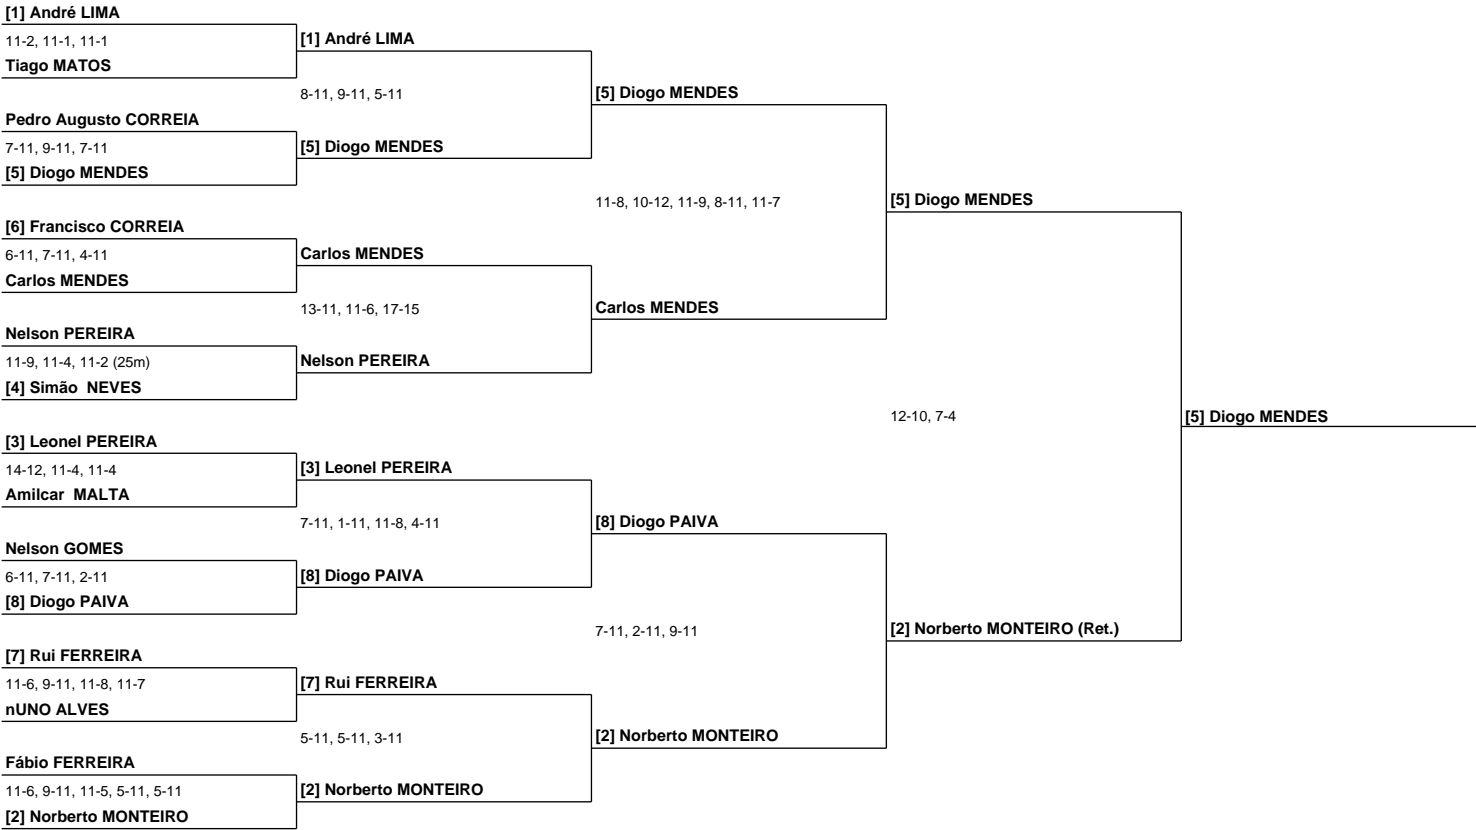 [1] André LIMA
11-2, 11-1, 11-1
Tiago MATOS
Pedro Augusto CORREIA
7-11, 9-11, 7-11
[5] Diogo MENDES
[6] Francisco CORREIA
6-11, 7-11, 4-11
Carlos MENDES
Nelson PEREIRA
11-9, 11-4, 11-2 (25m)
[4] Simão  NEVES
[3] Leonel PEREIRA
14-12, 11-4, 11-4
Amilcar  MALTA
Nelson GOMES
6-11, 7-11, 2-11
[8] Diogo PAIVA
[7] Rui FERREIRA
11-6, 9-11, 11-8, 11-7
nUNO ALVES
Fábio FERREIRA
11-6, 9-11, 11-5, 5-11, 5-11
[2] Norberto MONTEIRO
[1] André LIMA
8-11, 9-11, 5-11
[5] Diogo MENDES
Carlos MENDES
13-11, 11-6, 17-15
Nelson PEREIRA
[3] Leonel PEREIRA
7-11, 1-11, 11-8, 4-11
[8] Diogo PAIVA
[7] Rui FERREIRA
5-11, 5-11, 3-11
[2] Norberto MONTEIRO
[5] Diogo MENDES
11-8, 10-12, 11-9, 8-11, 11-7
Carlos MENDES
[8] Diogo PAIVA
7-11, 2-11, 9-11
[2] Norberto MONTEIRO
[5] Diogo MENDES
12-10, 7-4
[2] Norberto MONTEIRO (Ret.)
[5] Diogo MENDES